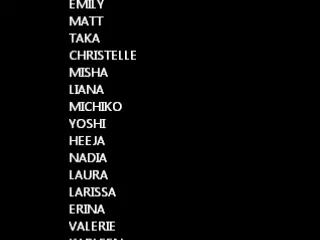 EMILY
MATT
TAKA
CHRISTELLE
MISHA
LIANA
MICHIKO
YOSHI
HEEJA
NADIA
LAURA
LARISSA
ERINA
VALERIE